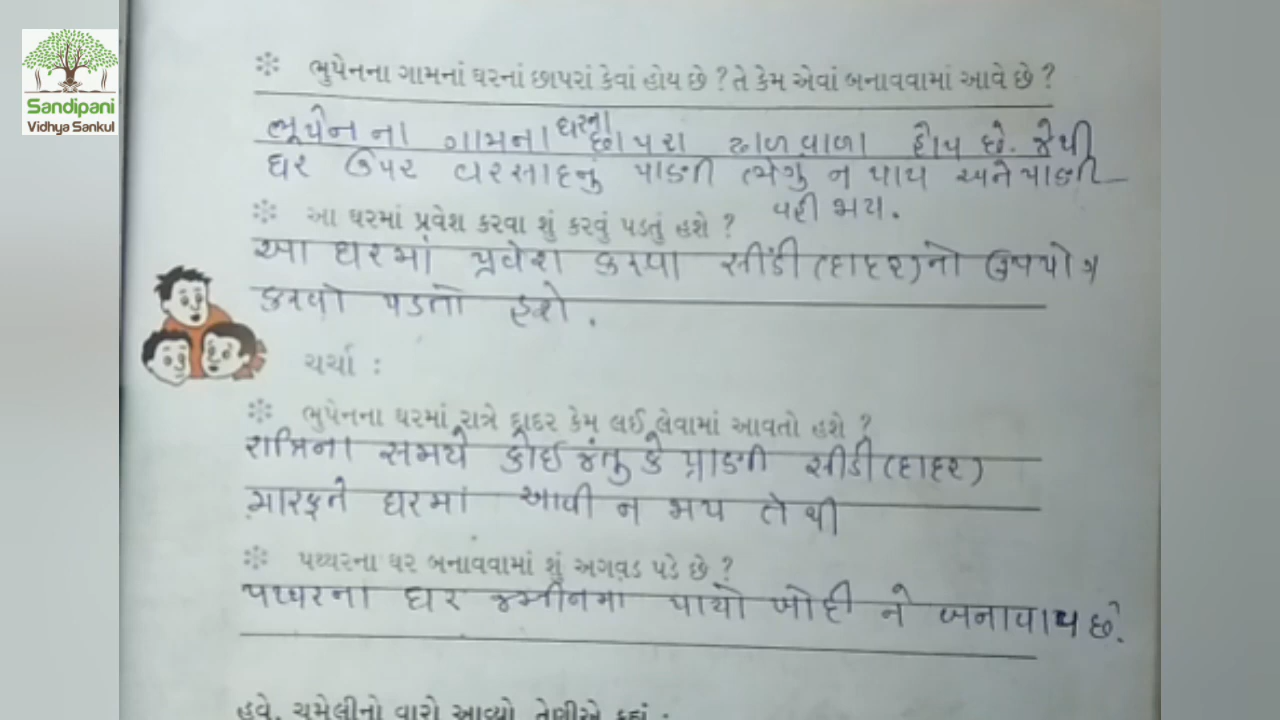 Sandipani
Vidhya Sankul
ભુપેનના ગામનાં ઘરનાં છાપરાં કેવાં હોય છે ? તે કેમ એવાં બનાવવામાં આવે છે ?
ઘરના
ભૂપેન ના ગામના છાપરા ઢાળ વાળા હોય છે. જેથી
ઘર ઉપર વરસાદનું પાણી ભેગું ન થાય અને પાણી
વહી જાય.
આ ઘરમાં પ્રવેશ કરવા શું કરવું પડતું હશે ?
આ ઘરમાં પ્રવેશ કરવા સીડી (દાદર) નો ઉપયોગ
કરવો પડતો હશે.
ચર્ચા :
ભુપેનના ઘરમાં રાત્રે દાદર કેમ લઈ લેવામાં આવતો હશે ?
રાત્રિના સમયે કોઈ જંતુ કે પ્રાણી સીડી (દાદર)
મારફતે ઘરમાં આવી ન જાય તે થી
પથ્થરના ઘર બનાવવામાં શું અગવડ પડે છે ?
પથ્થરના ઘર જમીનમા પાયો ખોદી ને બનાવાય છે.
હવે, ચમેલીનો વારો આવ્યો. તેણીએ કહ્યું :